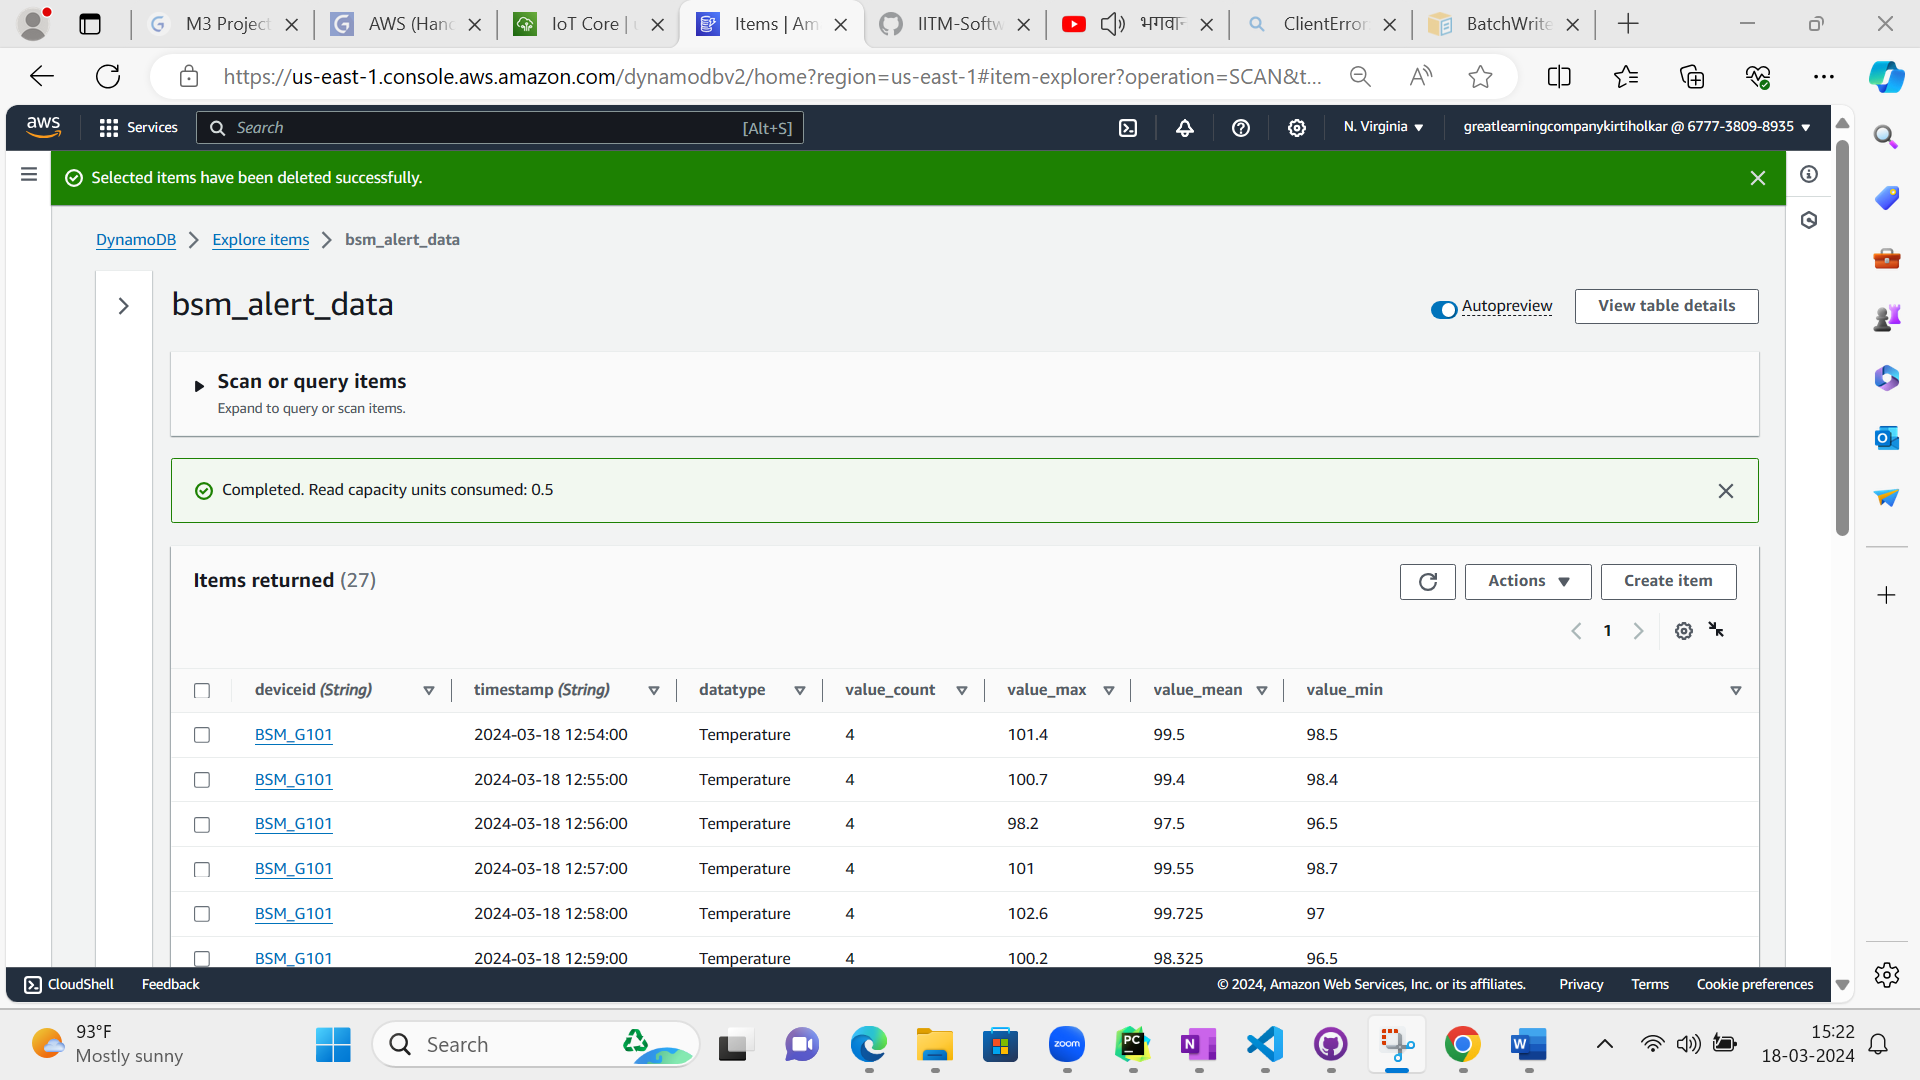 M3 Project
AWS (Hand
IoT Core | u
Items | Am
IITM-Softw
भगवान
ClientError
BatchWrite
https://us-east-1.console.aws.amazon.com/dynamodbv2/home?region=us-east-1#item-explorer?operation=SCAN&t...
aws
Services
Search
[Alt+S]
N. Virginia
greatlearningcompanykirtiholkar @ 6777-3809-8935
Selected items have been deleted successfully.
DynamoDB
Explore items
bsm_alert_data
bsm_alert_data
Autopreview
View table details
Scan or query items
Expand to query or scan items.
Completed. Read capacity units consumed: 0.5
Items returned (27)
Actions
Create item
1
deviceid (String) timestamp (String) datatype value_count value_max value_mean value_min
BSM_G101 2024-03-18 12:54:00 Temperature 4 101.4 99.5 98.5
BSM_G101 2024-03-18 12:55:00 Temperature 4 100.7 99.4 98.4
BSM_G101 2024-03-18 12:56:00 Temperature 4 98.2 97.5 96.5
BSM_G101 2024-03-18 12:57:00 Temperature 4 101 99.55 98.7
BSM_G101 2024-03-18 12:58:00 Temperature 4 102.6 99.725 97
BSM_G101 2024-03-18 12:59:00 Temperature 4 100.2 98.325 96.5
CloudShell
Feedback
© 2024, Amazon Web Services, Inc. or its affiliates.
Privacy
Terms
Cookie preferences
93°F
Mostly sunny
Search
zoom
PC
N
W
15:22
18-03-2024